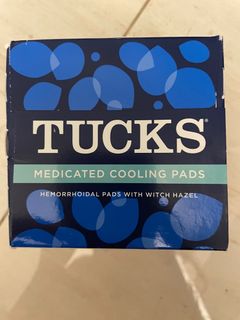 TUCKS®
MEDICATED COOLING PADS
HEMORRHOIDAL PADS WITH WITCH HAZEL